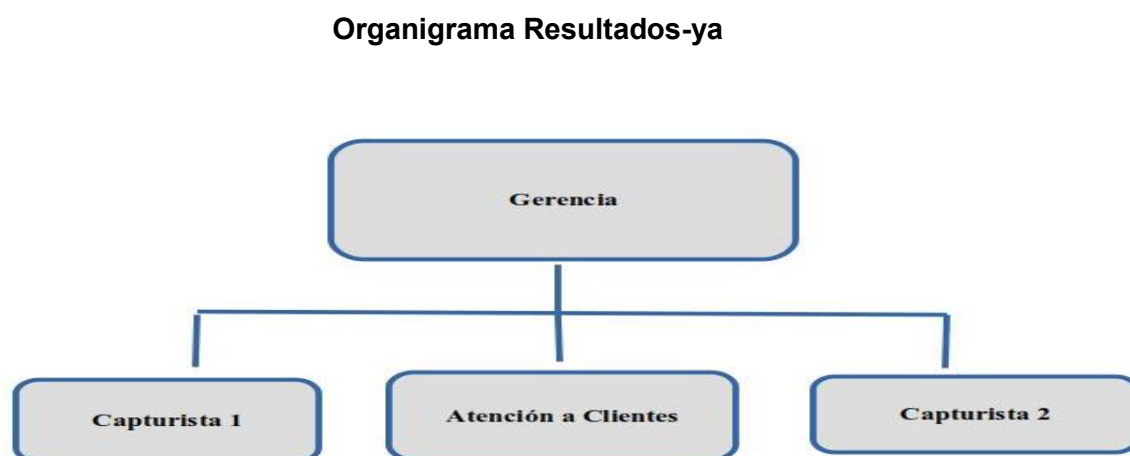 Organigrama Resultados-ya
Gerencia
Capturista 1
Atención a Clientes
Capturista 2